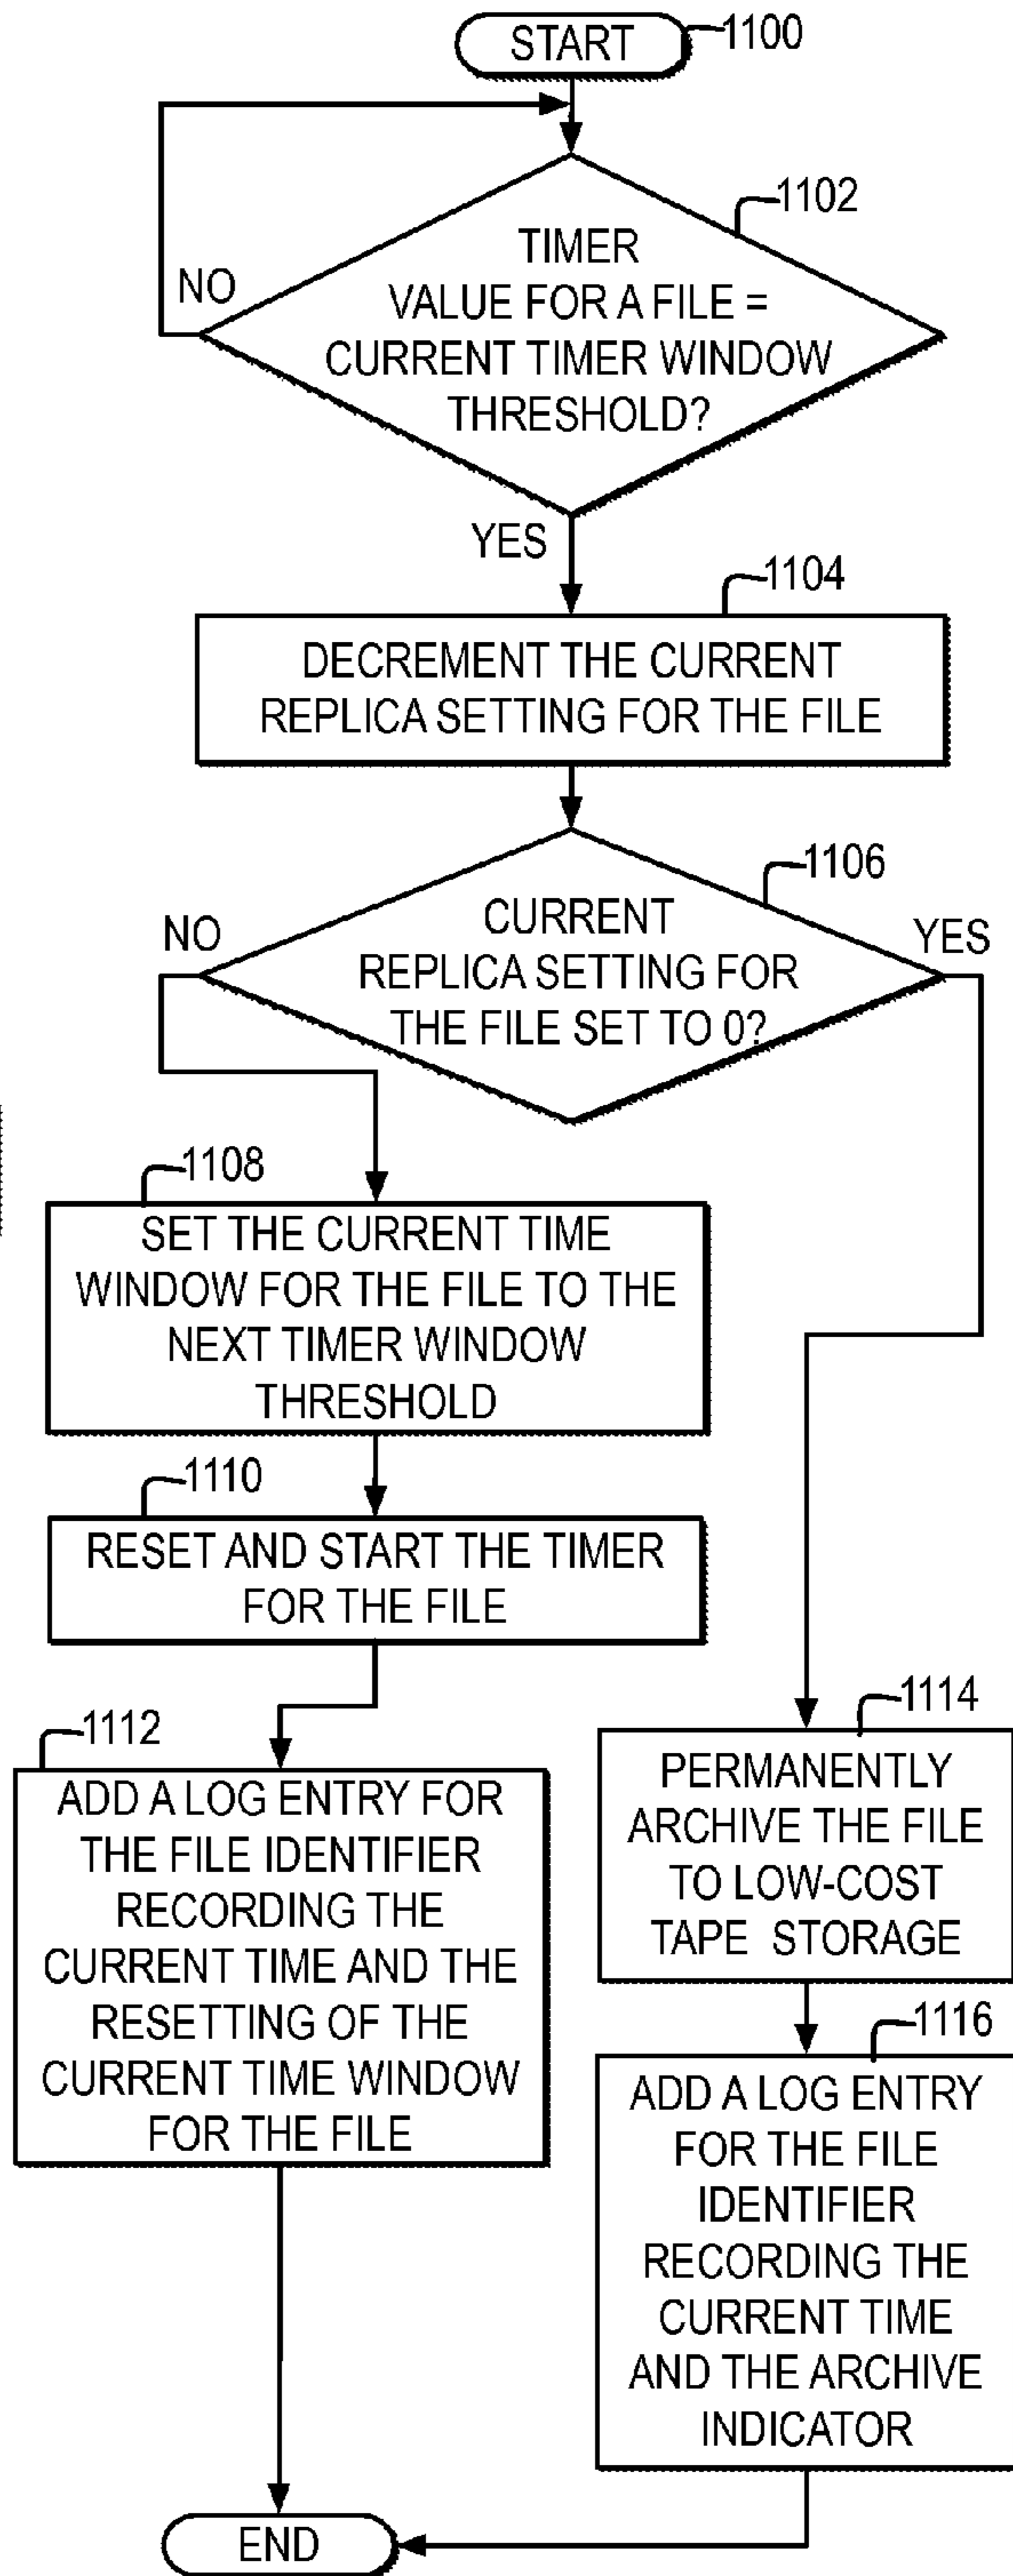 START
1100
1102
TIMER
VALUE FOR A FILE =
CURRENT TIMER WINDOW
THRESHOLD?
NO
YES
1104
DECREMENT THE CURRENT
REPLICA SETTING FOR THE FILE
1106
CURRENT
REPLICA SETTING FOR
THE FILE SET TO 0?
NO
YES
1108
SET THE CURRENT TIME
WINDOW FOR THE FILE TO THE
NEXT TIMER WINDOW
THRESHOLD
1110
RESET AND START THE TIMER
FOR THE FILE
1112
ADD A LOG ENTRY FOR
THE FILE IDENTIFIER
RECORDING THE
CURRENT TIME AND THE
RESETTING OF THE
CURRENT TIME WINDOW
FOR THE FILE
1114
PERMANENTLY
ARCHIVE THE FILE
TO LOW-COST
TAPE STORAGE
1116
ADD A LOG ENTRY
FOR THE FILE
IDENTIFIER
RECORDING THE
CURRENT TIME
AND THE ARCHIVE
INDICATOR
END